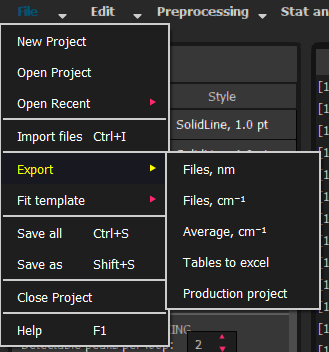 File Edit Preprocessing Stat an
New Project
Open Project
Style
Open Recent
SolidLine, 1.0 pt
Import files Ctrl+I
Export
Files, nm
Fit template
Files, cm⁻¹
Save all Ctrl+S
Average, cm⁻¹
Save as Shift+S
Tables to excel
Close Project
Production project
Help F1
2